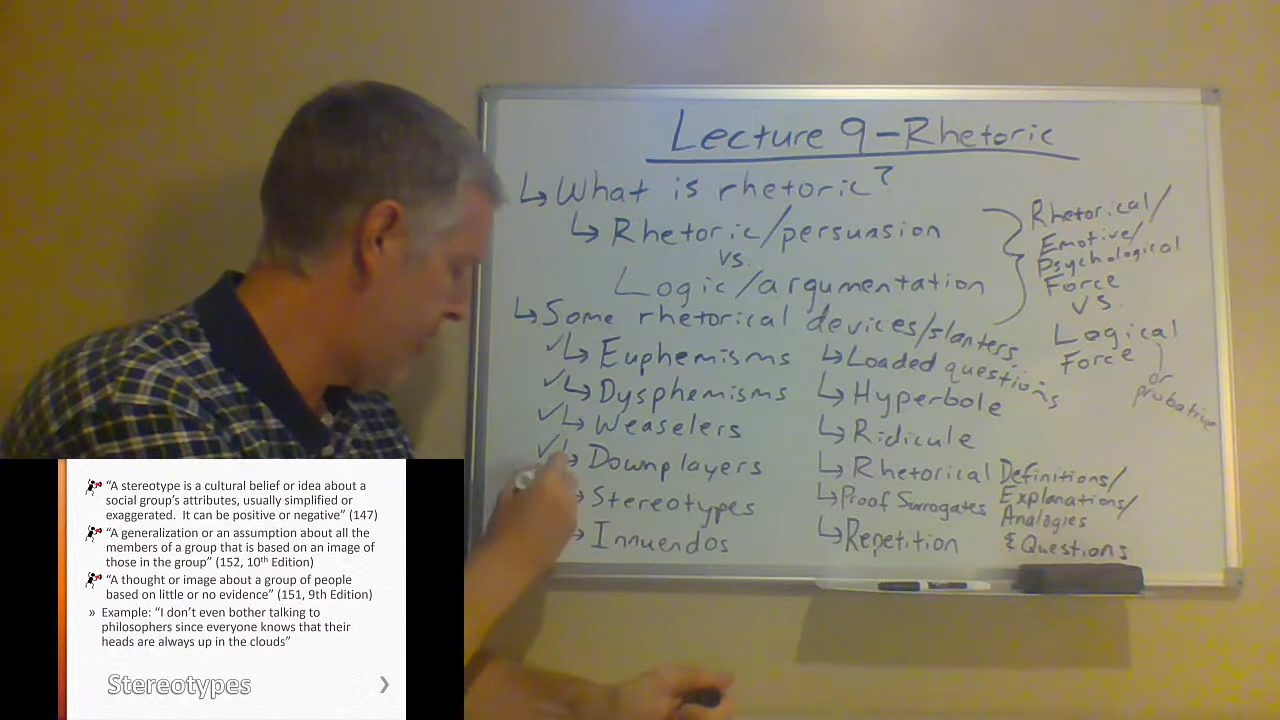 Lecture 9-Rhetoric
↳What is rhetoric?
↳ Rhetoric/persuasion
vs.
Logic/argumentation
Rhetorical/
Emotive/
Psychological
Force
vs.
Logical
Force
or
probative
↳Some rhetorical devices/slanters
✓↳ Euphemisms
✓↳ Dysphemisms
✓↳ Weaselers
✓↳ Downplayers
Stereotypes
Innuendos
↳Loaded questions
↳Hyperbole
↳Ridicule
↳Rhetorical Definitions/
Explanations/
Analogies
& Questions
↳Proof Surrogates
↳Repetition
“A stereotype is a cultural belief or idea about a
social group’s attributes, usually simplified or
exaggerated. It can be positive or negative” (147)
“A generalization or an assumption about all the
members of a group that is based on an image of
those in the group” (152, 10th Edition)
“A thought or image about a group of people
based on little or no evidence” (151, 9th Edition)
» Example: “I don’t even bother talking to
philosophers since everyone knows that their
heads are always up in the clouds”
Stereotypes